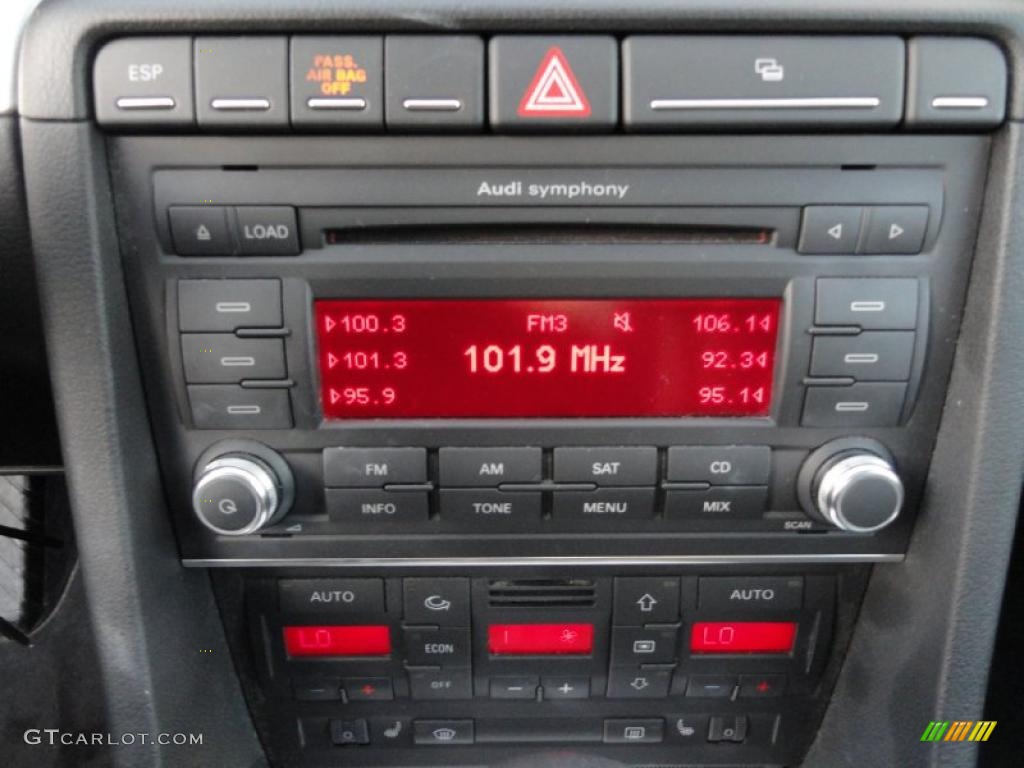 ESP
PASS.
AIR BAG
OFF
Audi symphony
LOAD
100.3 FM3 106.1
101.3 101.9 MHz 92.3
95.9 95.1
FM AM SAT CD
INFO TONE MENU MIX
SCAN
AUTO AUTO
LO LO
ECON
OFF
GTCARLOT.COM